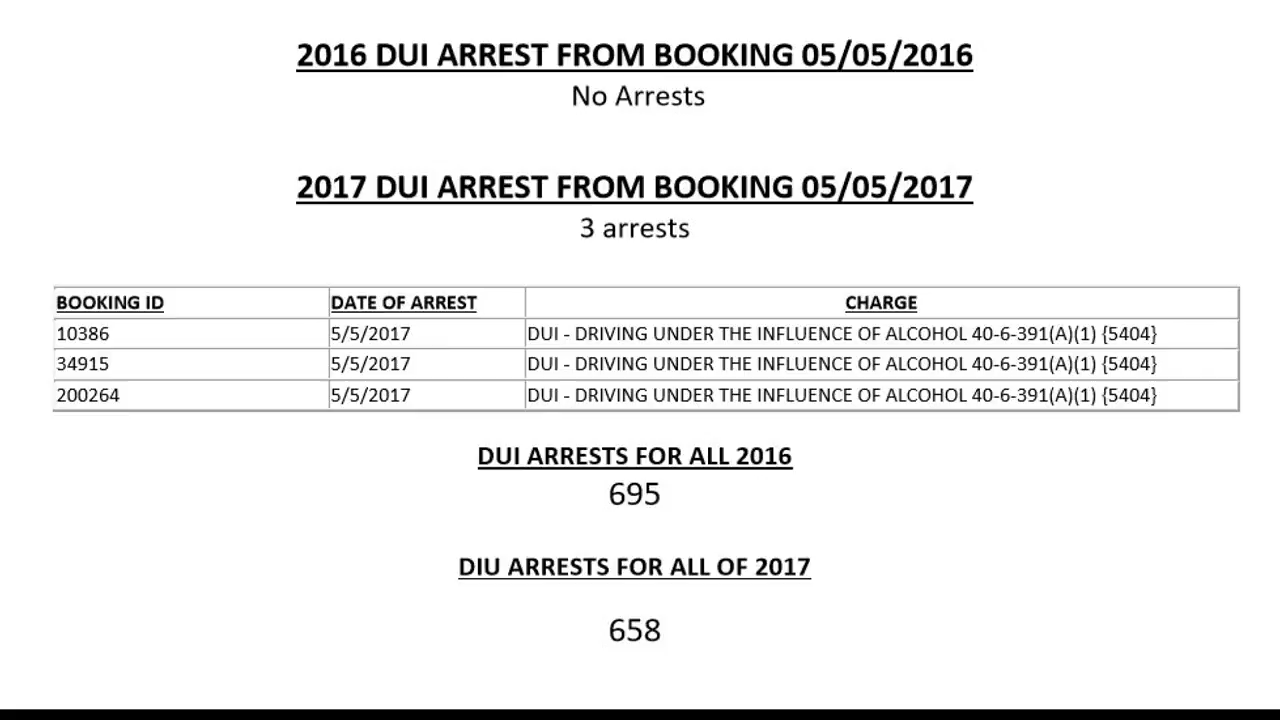 2016 DUI ARREST FROM BOOKING 05/05/2016
No Arrests
2017 DUI ARREST FROM BOOKING 05/05/2017
3 arrests
BOOKING ID DATE OF ARREST CHARGE
10386 5/5/2017 DUI - DRIVING UNDER THE INFLUENCE OF ALCOHOL 40-6-391(A)(1) {5404}
34915 5/5/2017 DUI - DRIVING UNDER THE INFLUENCE OF ALCOHOL 40-6-391(A)(1) {5404}
200264 5/5/2017 DUI - DRIVING UNDER THE INFLUENCE OF ALCOHOL 40-6-391(A)(1) {5404}
DUI ARRESTS FOR ALL 2016
695
DIU ARRESTS FOR ALL OF 2017
658